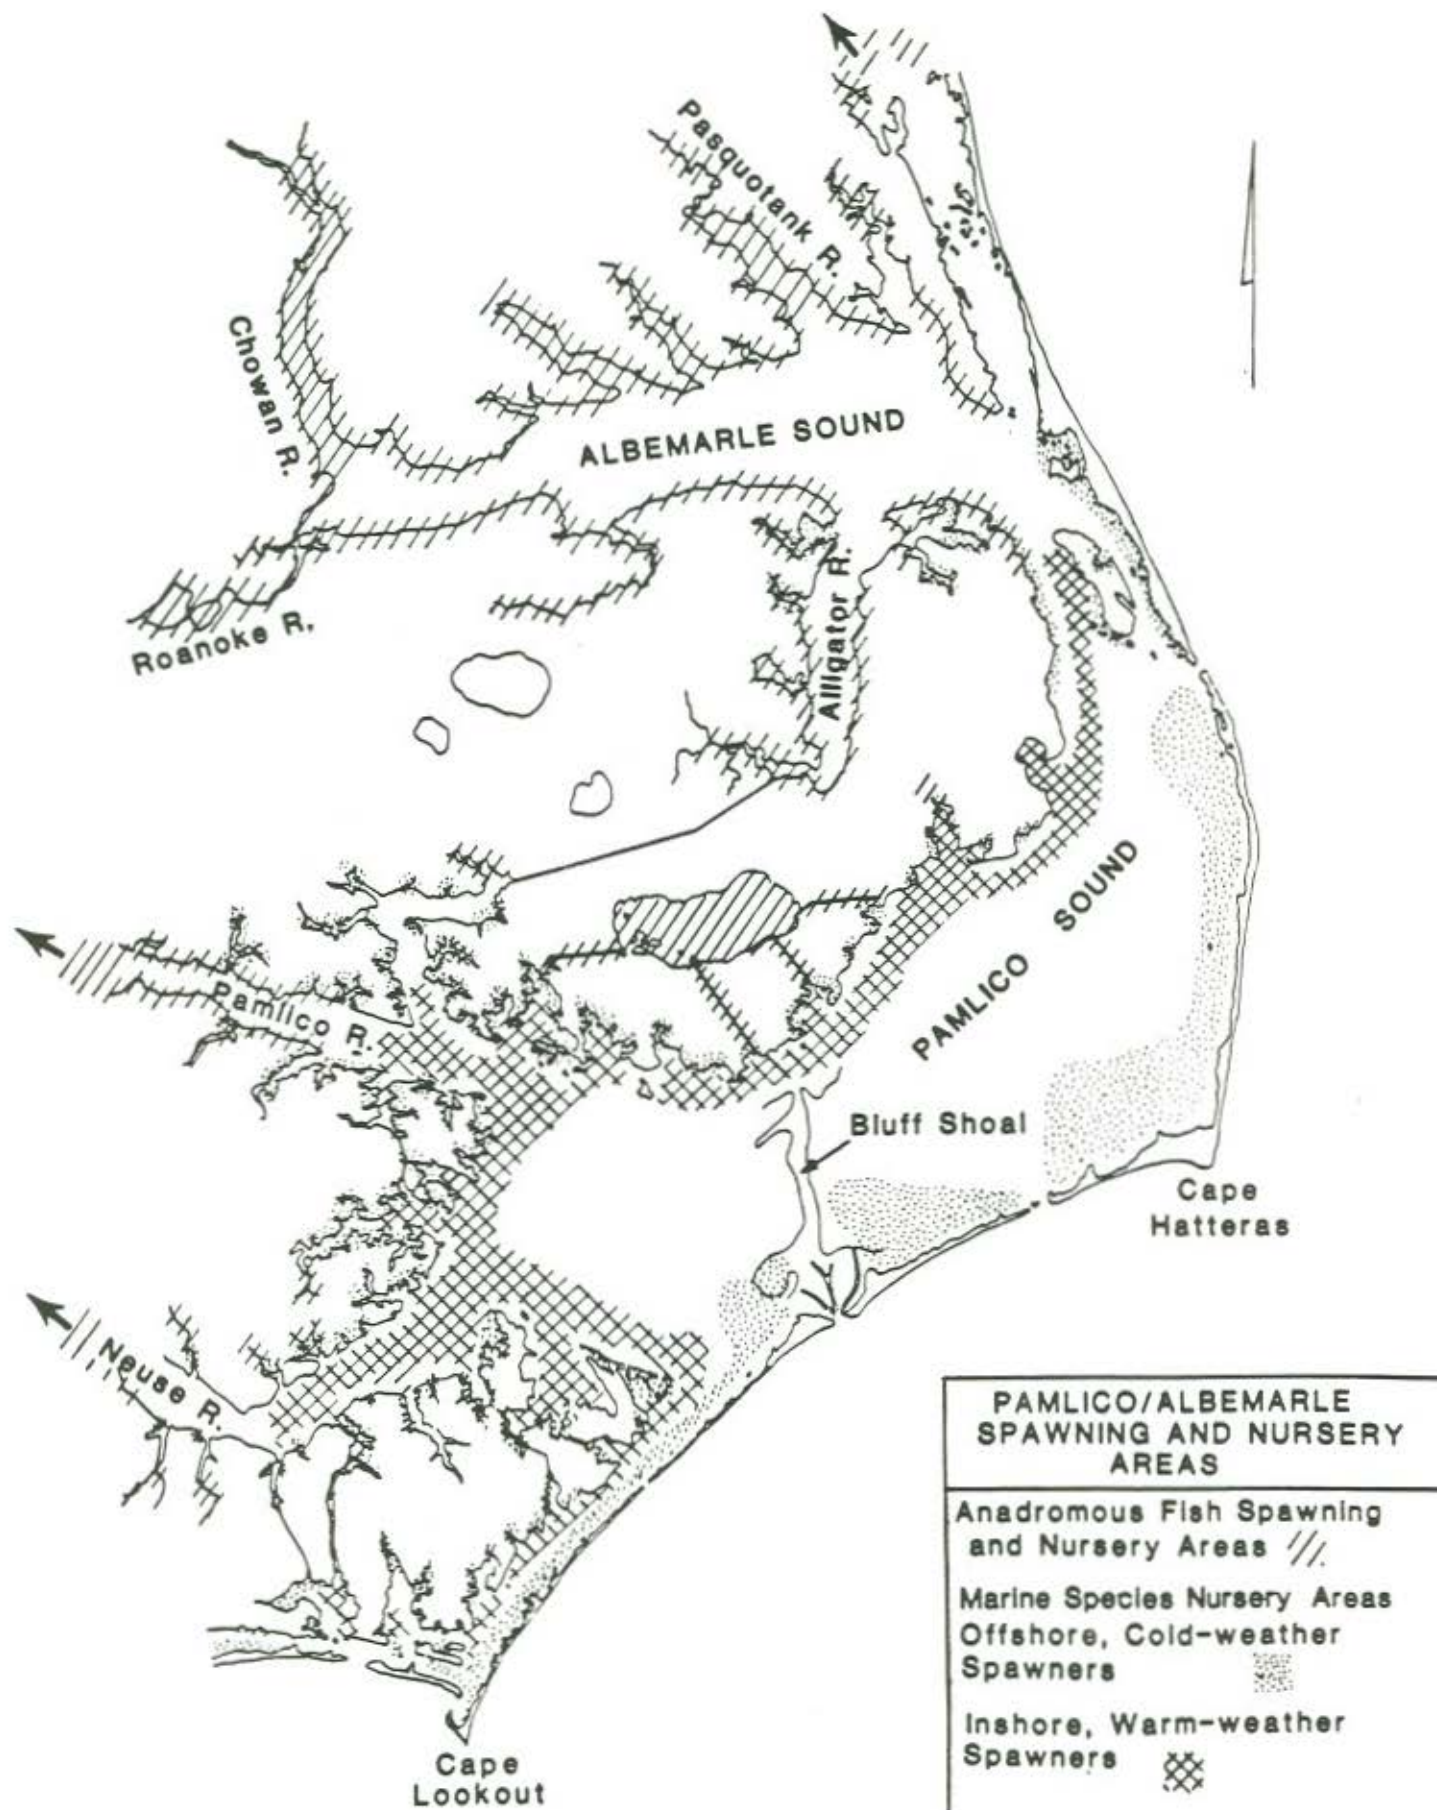 Pasquotank R.
Chowan R.
ALBEMARLE SOUND
Alligator R.
Roanoke R.
PAMLICO SOUND
Pamlico R.
Bluff Shoal
Cape
Hatteras
Neuse R.
Cape
Lookout
PAMLICO/ALBEMARLE
SPAWNING AND NURSERY
AREAS
Anadromous Fish Spawning
and Nursery Areas
Marine Species Nursery Areas
Offshore, Cold-weather
Spawners
Inshore, Warm-weather
Spawners